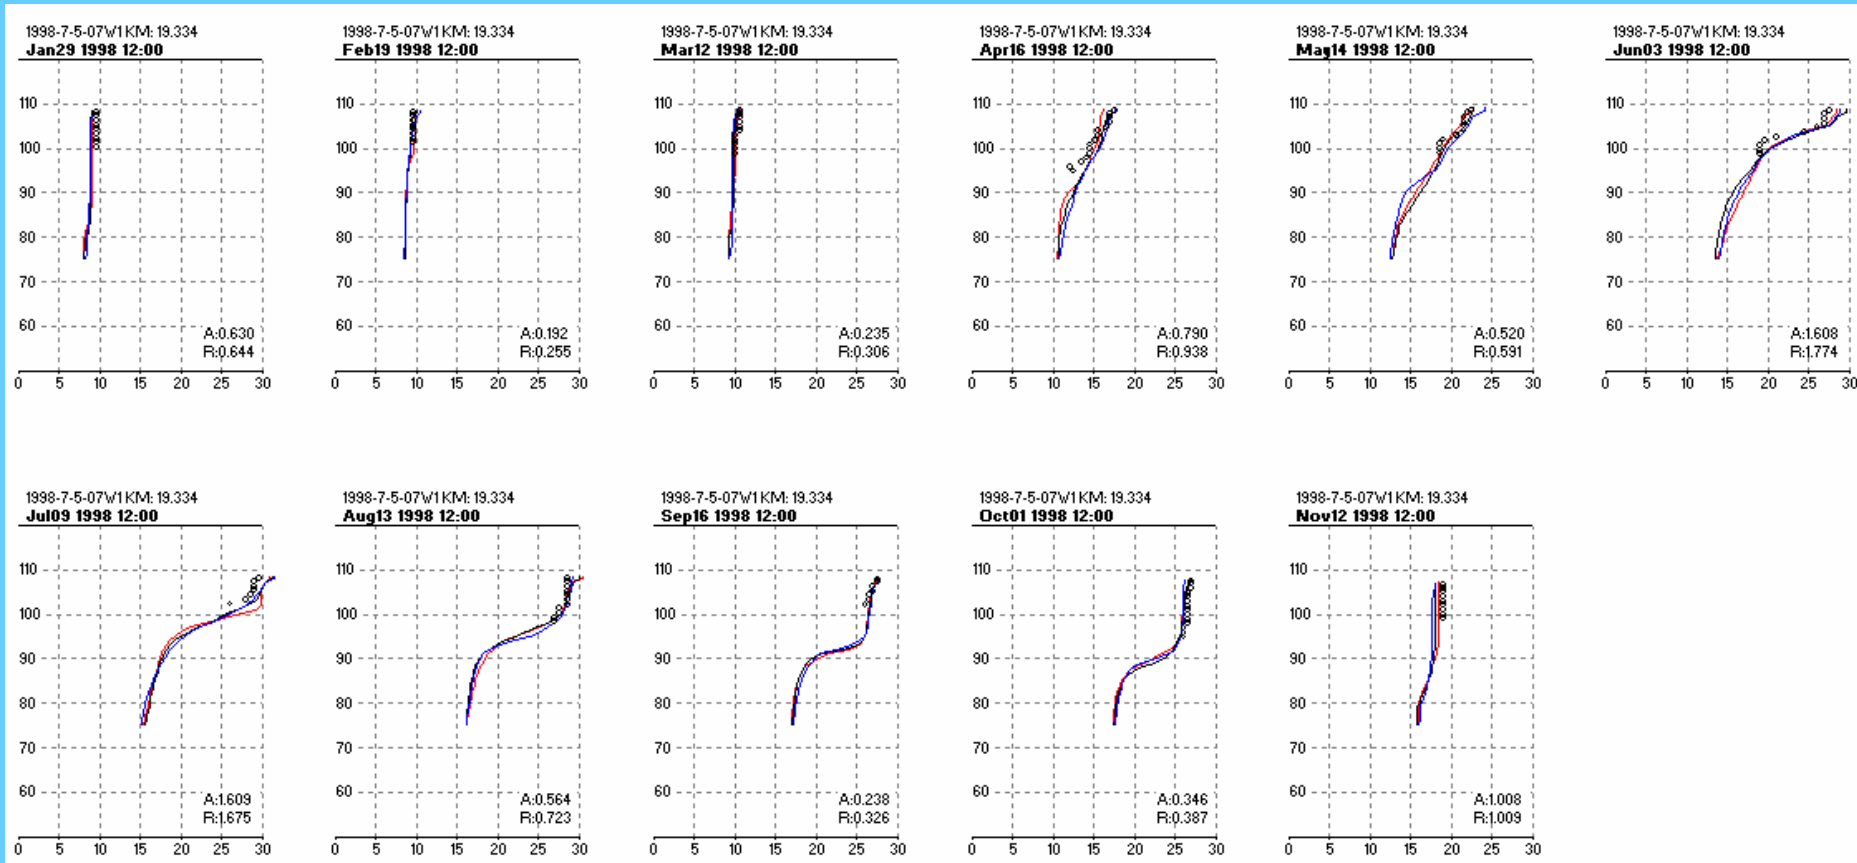 1998-7-5-07W1 KM: 19.334
Jan29 1998 12:00
110
100
90
80
70
60
A:0.630
R:0.644
0 5 10 15 20 25 30
1998-7-5-07W1 KM: 19.334
Feb19 1998 12:00
110
100
90
80
70
60
A:0.192
R:0.255
0 5 10 15 20 25 30
1998-7-5-07W1 KM: 19.334
Mar12 1998 12:00
110
100
90
80
70
60
A:0.235
R:0.306
0 5 10 15 20 25 30
1998-7-5-07W1 KM: 19.334
Apr16 1998 12:00
110
100
90
80
70
60
A:0.790
R:0.938
0 5 10 15 20 25 30
1998-7-5-07W1 KM: 19.334
May14 1998 12:00
110
100
90
80
70
60
A:0.520
R:0.591
0 5 10 15 20 25 30
1998-7-5-07W1 KM: 19.334
Jun03 1998 12:00
110
100
90
80
70
60
A:1.608
R:1.774
0 5 10 15 20 25 30
1998-7-5-07W1 KM: 19.334
Jul09 1998 12:00
110
100
90
80
70
60
A:1.609
R:1.675
0 5 10 15 20 25 30
1998-7-5-07W1 KM: 19.334
Aug13 1998 12:00
110
100
90
80
70
60
A:0.564
R:0.723
0 5 10 15 20 25 30
1998-7-5-07W1 KM: 19.334
Sep16 1998 12:00
110
100
90
80
70
60
A:0.238
R:0.326
0 5 10 15 20 25 30
1998-7-5-07W1 KM: 19.334
Oct01 1998 12:00
110
100
90
80
70
60
A:0.346
R:0.387
0 5 10 15 20 25 30
1998-7-5-07W1 KM: 19.334
Nov12 1998 12:00
110
100
90
80
70
60
A:1.008
R:1.009
0 5 10 15 20 25 30